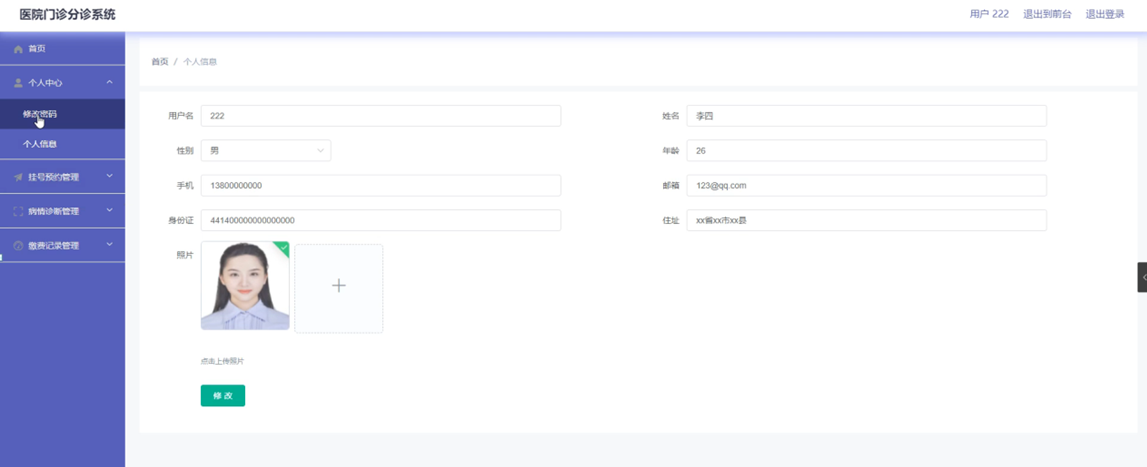 医院门诊分诊系统
用户 222 退出到前台 退出登录
首页
个人中心
修改密码
个人信息
挂号预约管理
病情诊断管理
缴费记录管理
首页 / 个人信息
用户名 222
姓名 李四
性别 男
年龄 26
手机 13800000000
邮箱 123@qq.com
身份证 441400000000000000
住址 xx省xx市xx县
照片
点击上传照片
修改